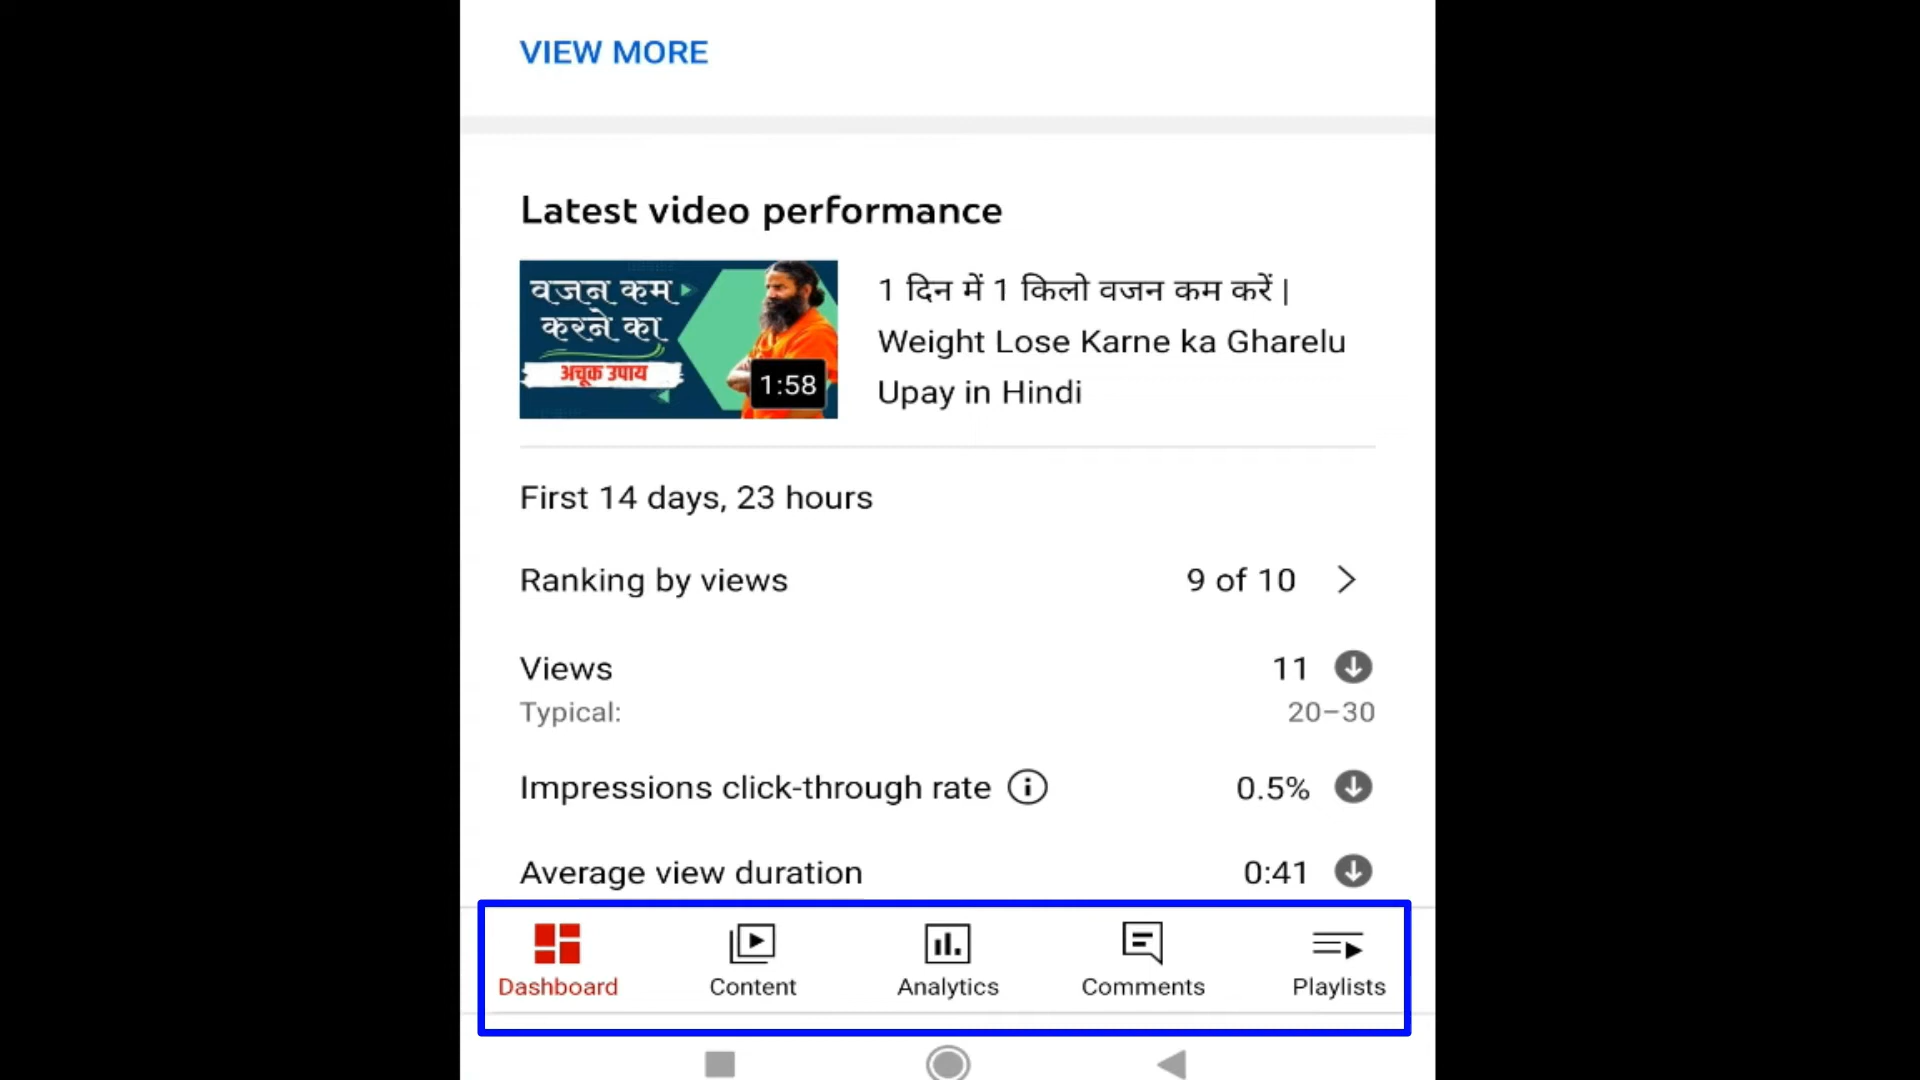 VIEW MORE
Latest video performance
वजन कम
करने का
अचूक उपाय
1:58
1 दिन में 1 किलो वजन कम करें |
Weight Lose Karne ka Gharelu
Upay in Hindi
First 14 days, 23 hours
Ranking by views 9 of 10
Views 11
Typical: 20–30
Impressions click-through rate 0.5%
Average view duration 0:41
Dashboard Content Analytics Comments Playlists